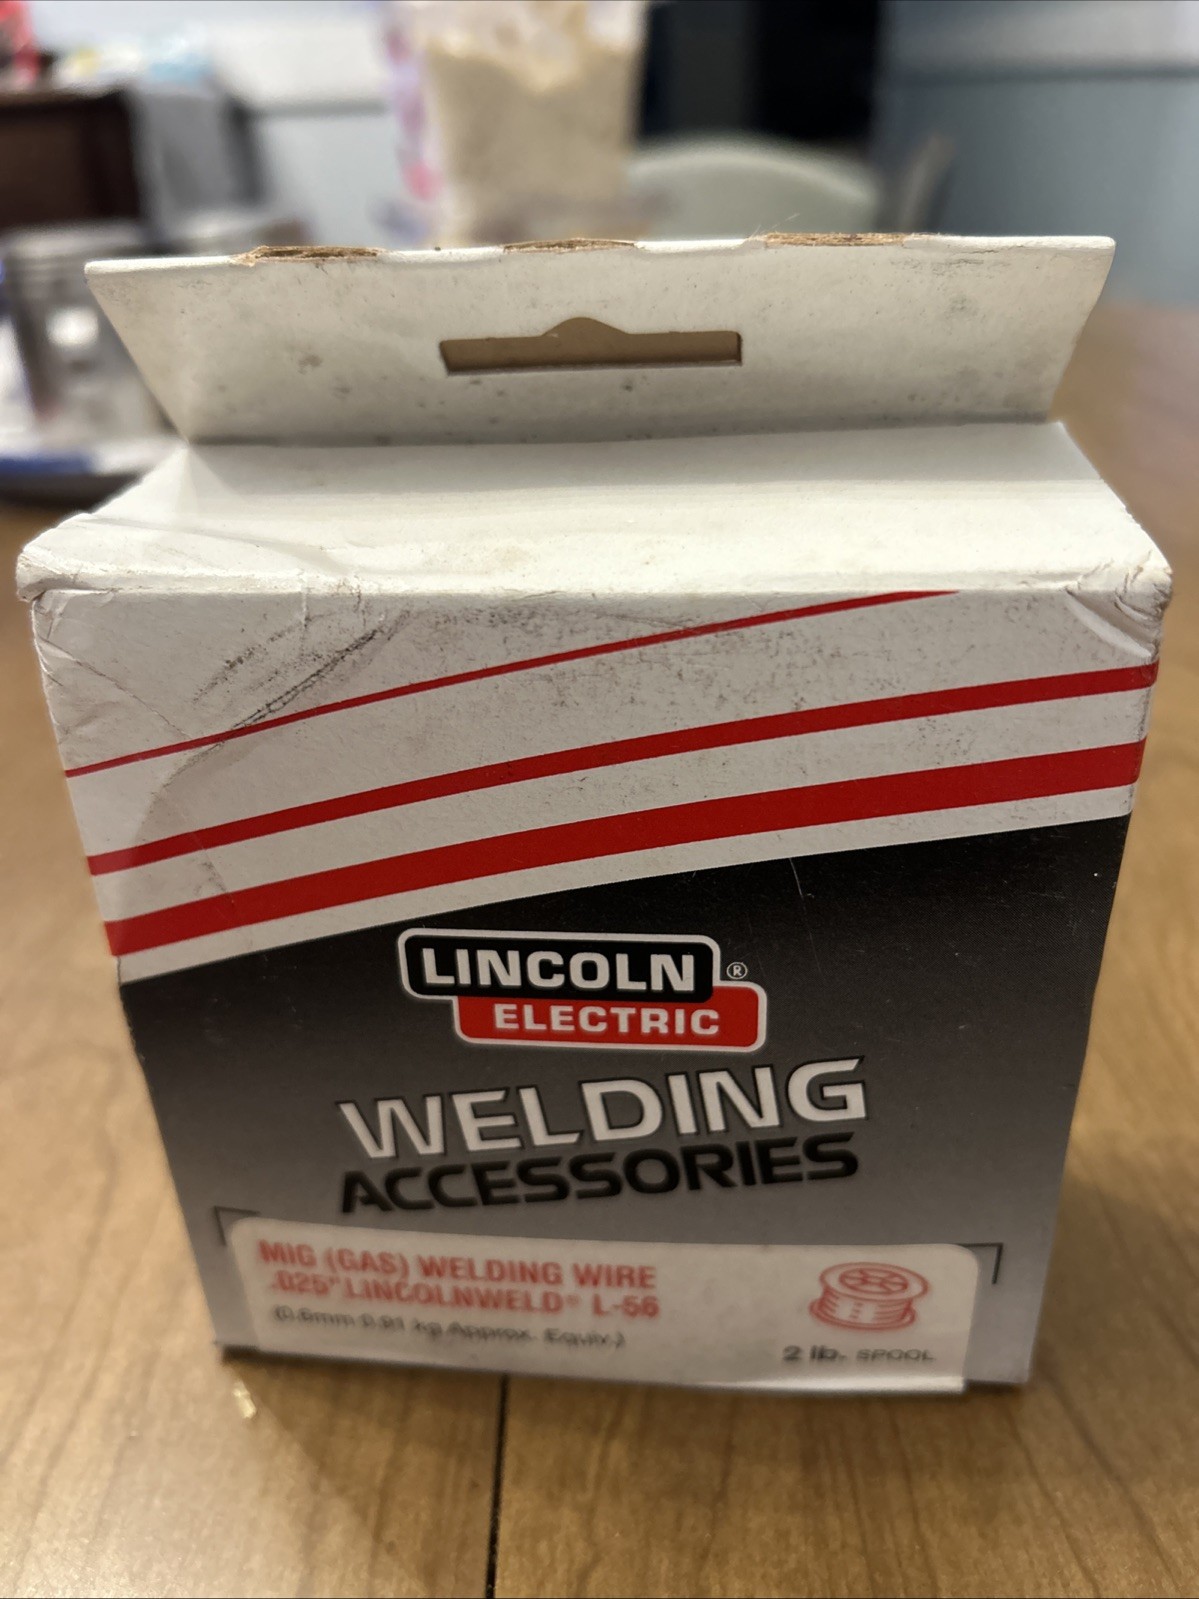 LINCOLN ®
ELECTRIC
WELDING
ACCESSORIES
MIG (GAS) WELDING WIRE
.025" LINCOLNWELD® L-56
(0.6mm 0.91 kg Approx. Equiv.)
2 lb. SPOOL